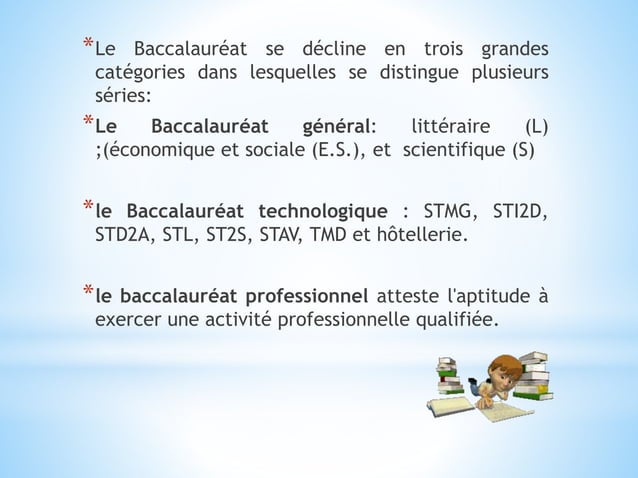 *Le Baccalauréat se décline en trois grandes
catégories dans lesquelles se distingue plusieurs
séries:
*Le Baccalauréat général: littéraire (L)
;(économique et sociale (E.S.), et scientifique (S)
*le Baccalauréat technologique : STMG, STI2D,
STD2A, STL, ST2S, STAV, TMD et hôtellerie.
*le baccalauréat professionnel atteste l'aptitude à
exercer une activité professionnelle qualifiée.